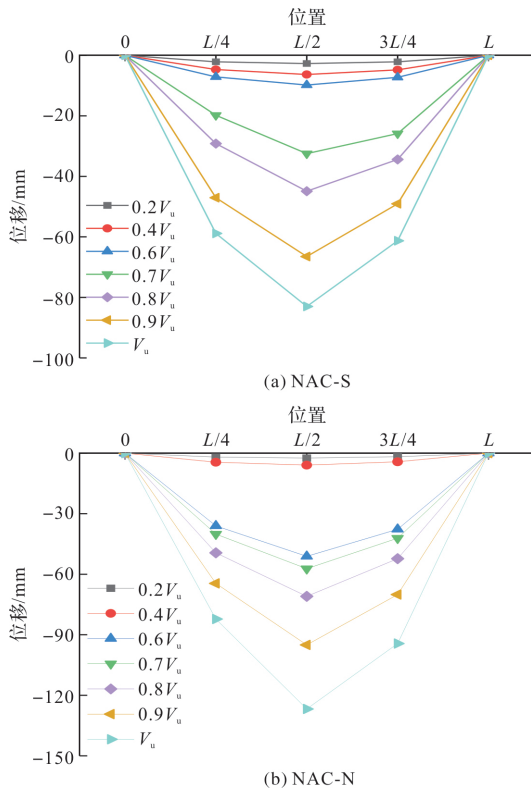 位置
0 L/4 L/2 3L/4 L
0
−20
−40
−60
−80
−100
位移/mm
0.2Vu
0.4Vu
0.6Vu
0.7Vu
0.8Vu
0.9Vu
Vu
(a) NAC-S
位置
0 L/4 L/2 3L/4 L
0
−30
−60
−90
−120
−150
位移/mm
0.2Vu
0.4Vu
0.6Vu
0.7Vu
0.8Vu
0.9Vu
Vu
(b) NAC-N